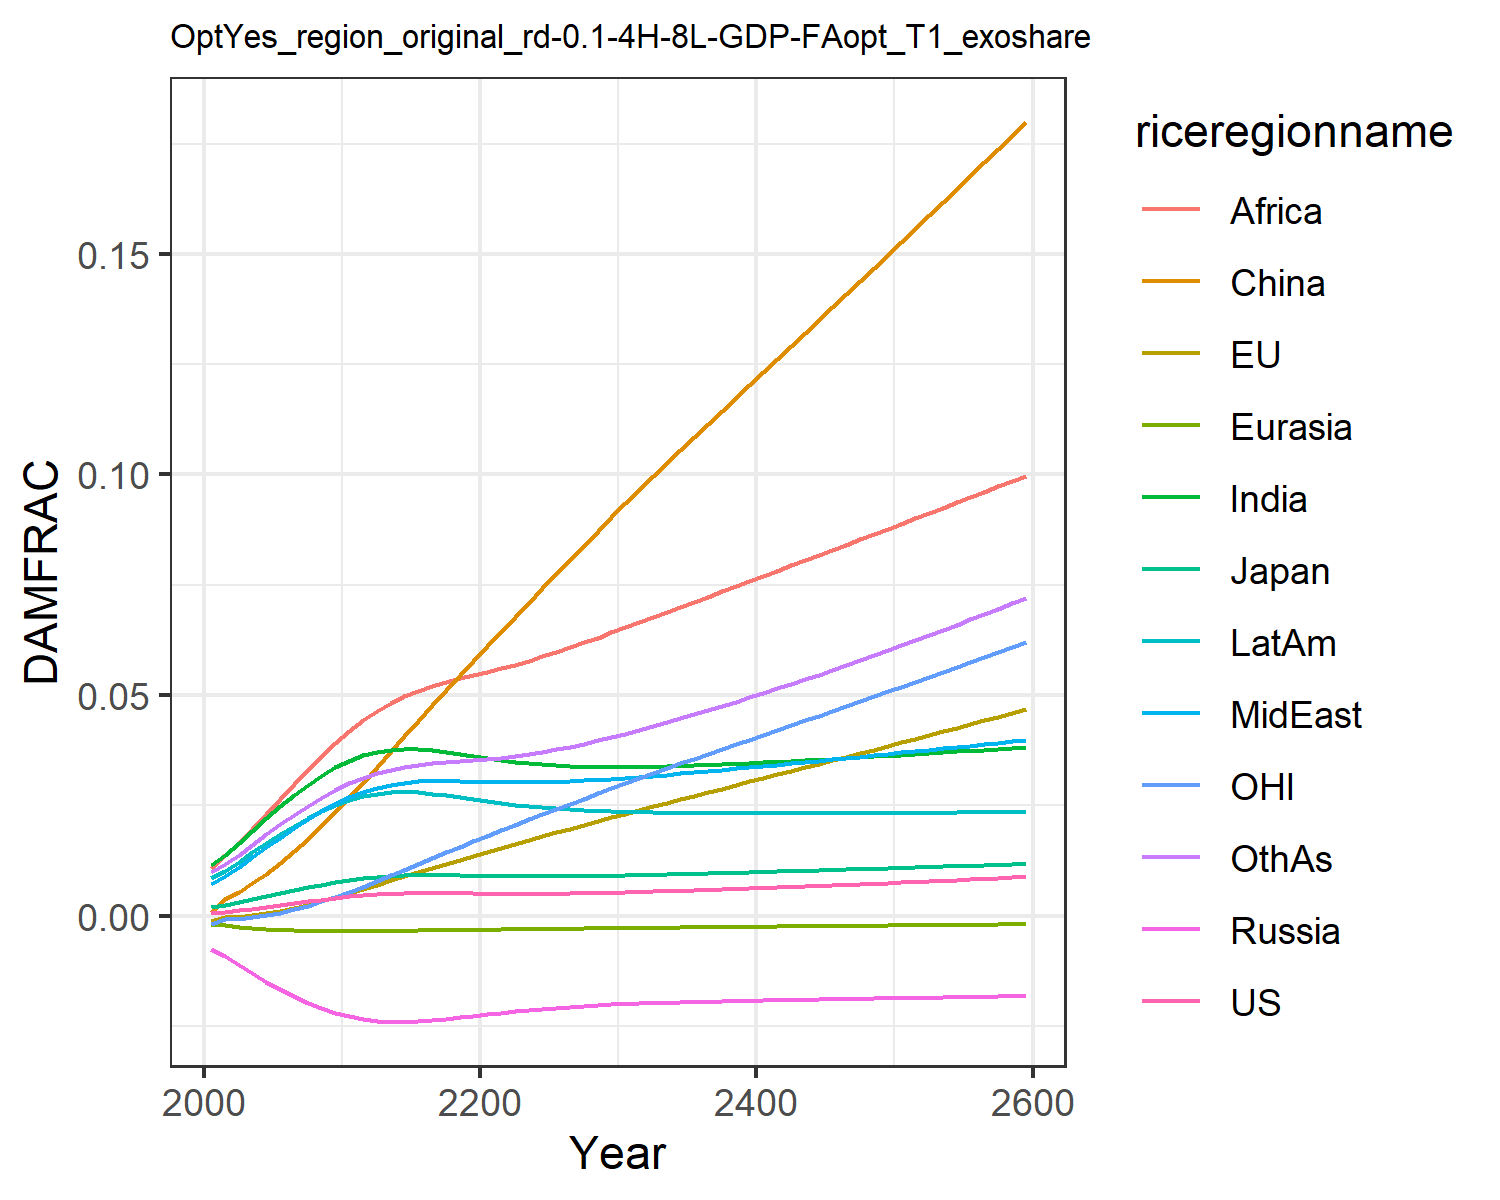 OptYes_region_original_rd-0.1-4H-8L-GDP-FAopt_T1_exoshare
DAMFRAC
0.15
0.10
0.05
0.00
2000
2200
2400
2600
Year
riceregionname
Africa
China
EU
Eurasia
India
Japan
LatAm
MidEast
OHI
OthAs
Russia
US